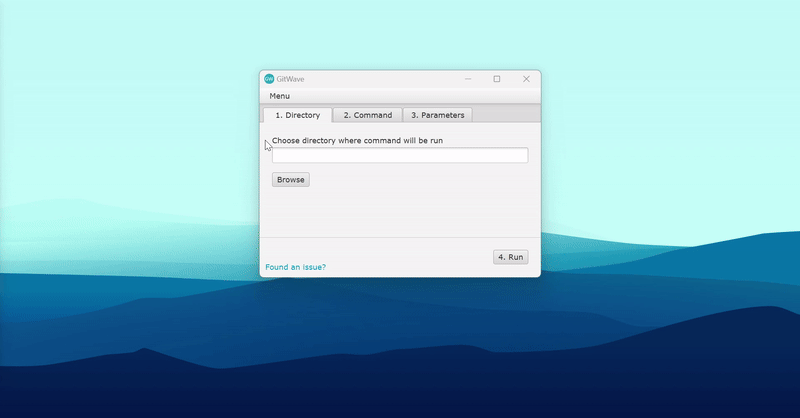 GW GitWave
Menu
1. Directory 2. Command 3. Parameters
Choose directory where command will be run
Browse
4. Run
Found an issue?